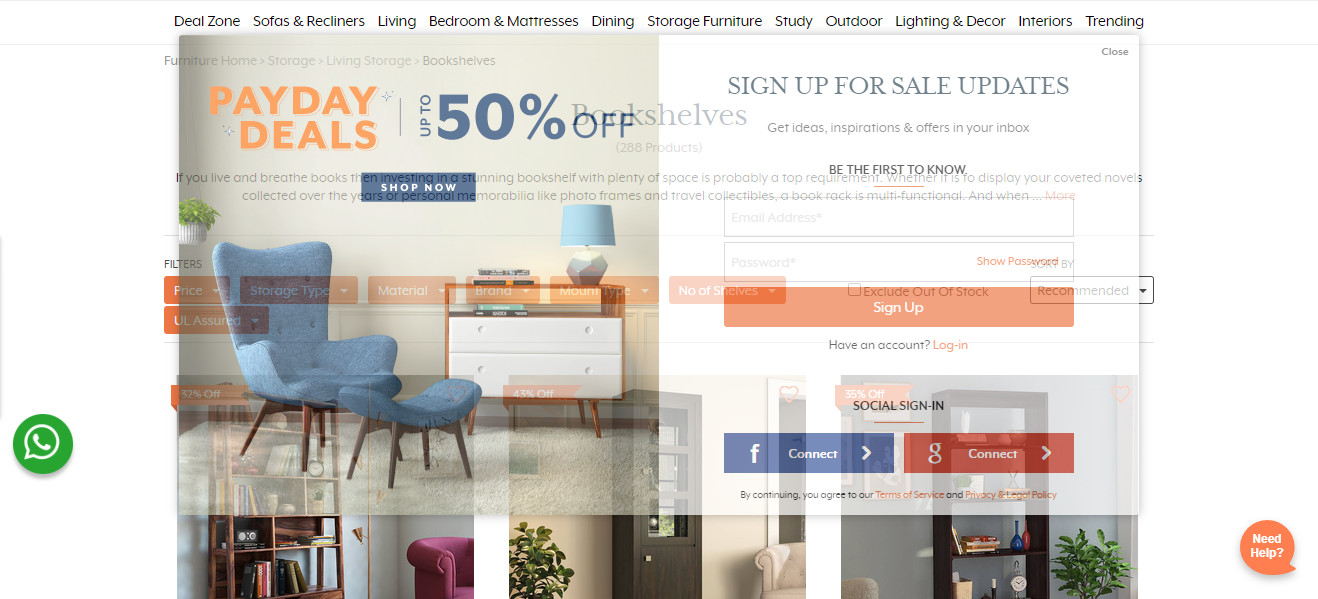 Deal Zone Sofas & Recliners Living Bedroom & Mattresses Dining Storage Furniture Study Outdoor Lighting & Decor Interiors Trending
Close
Furniture Home > Storage > Living Storage > Bookshelves
SIGN UP FOR SALE UPDATES
PAYDAY
DEALS
UP TO
50% OFF
Bookshelves
Get ideas, inspirations & offers in your inbox
(288 Products)
BE THE FIRST TO KNOW
If you live and breathe books then investing in a stunning bookshelf with plenty of space is probably a top requirement. Whether it is to display your coveted novels
SHOP NOW
collected over the years or personal memorabilia like photo frames and travel collectibles, a book rack is multi-functional. And when ... More
Email Address*
FILTERS
Password*
Show Password
SORT BY
Price Storage Type Material Brand Mount Type No of Shelves
Exclude Out Of Stock
Recommended
UL Assured
Sign Up
Have an account? Log-in
32% Off
43% Off
35% Off
SOCIAL SIGN-IN
f Connect
g Connect
By continuing, you agree to our Terms of Service and Privacy & Legal Policy
Need
Help?